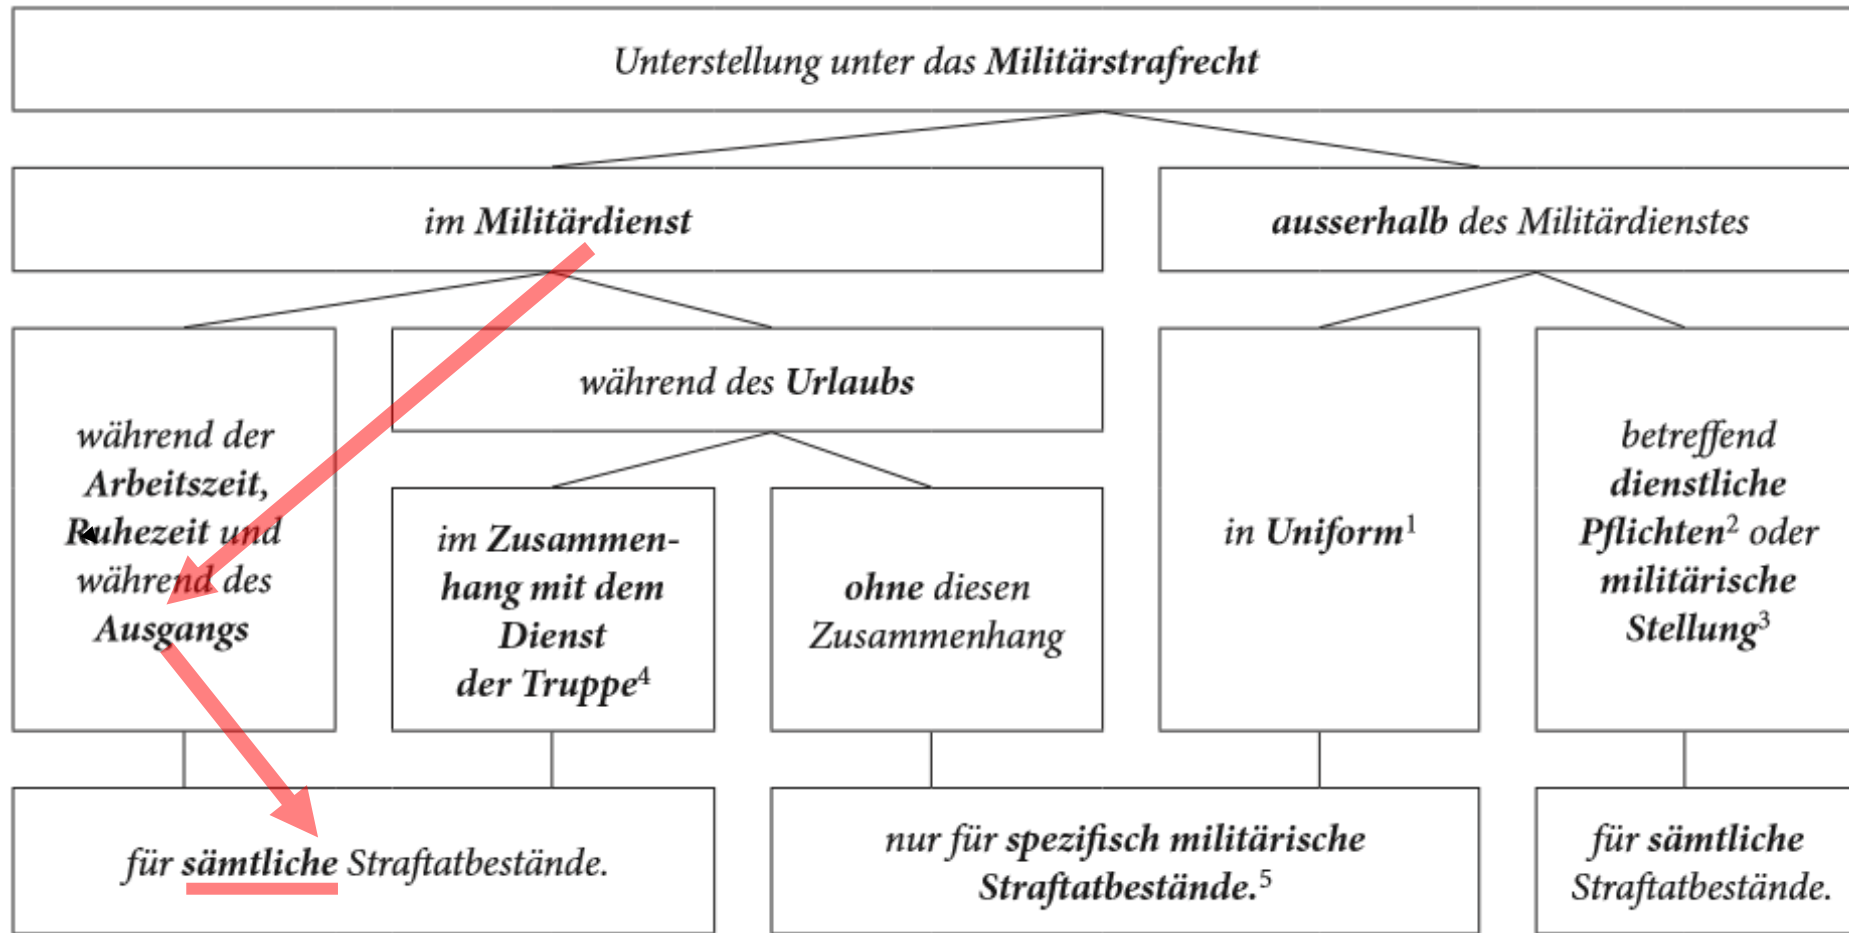 Unterstellung unter das Militärstrafrecht
im Militärdienst
ausserhalb des Militärdienstes
während der
Arbeitszeit,
Ruhezeit und
während des
Ausgangs
während des Urlaubs
im Zusammen-
hang mit dem
Dienst
der Truppe⁴
ohne diesen
Zusammenhang
in Uniform¹
betreffend
dienstliche
Pflichten² oder
militärische
Stellung³
für sämtliche Straftatbestände.
nur für spezifisch militärische
Straftatbestände.⁵
für sämtliche
Straftatbestände.